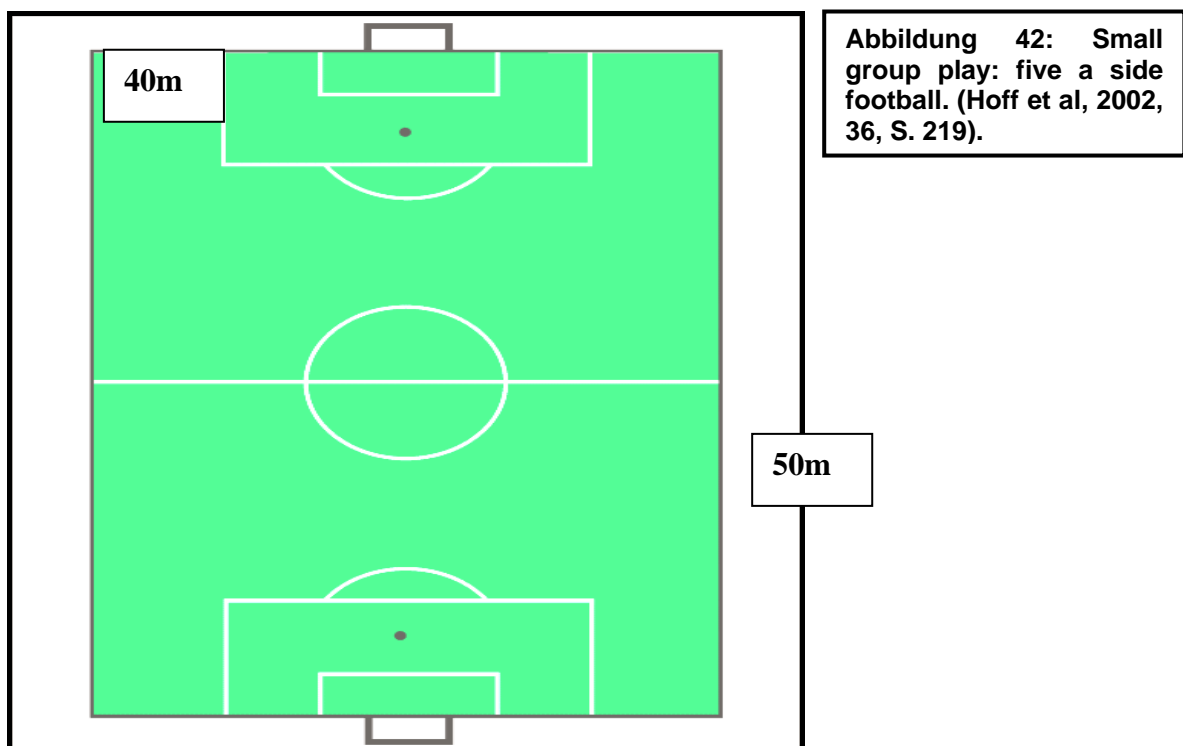 40m
Abbildung 42: Small
group play: five a side
football. (Hoff et al, 2002,
36, S. 219).
50m